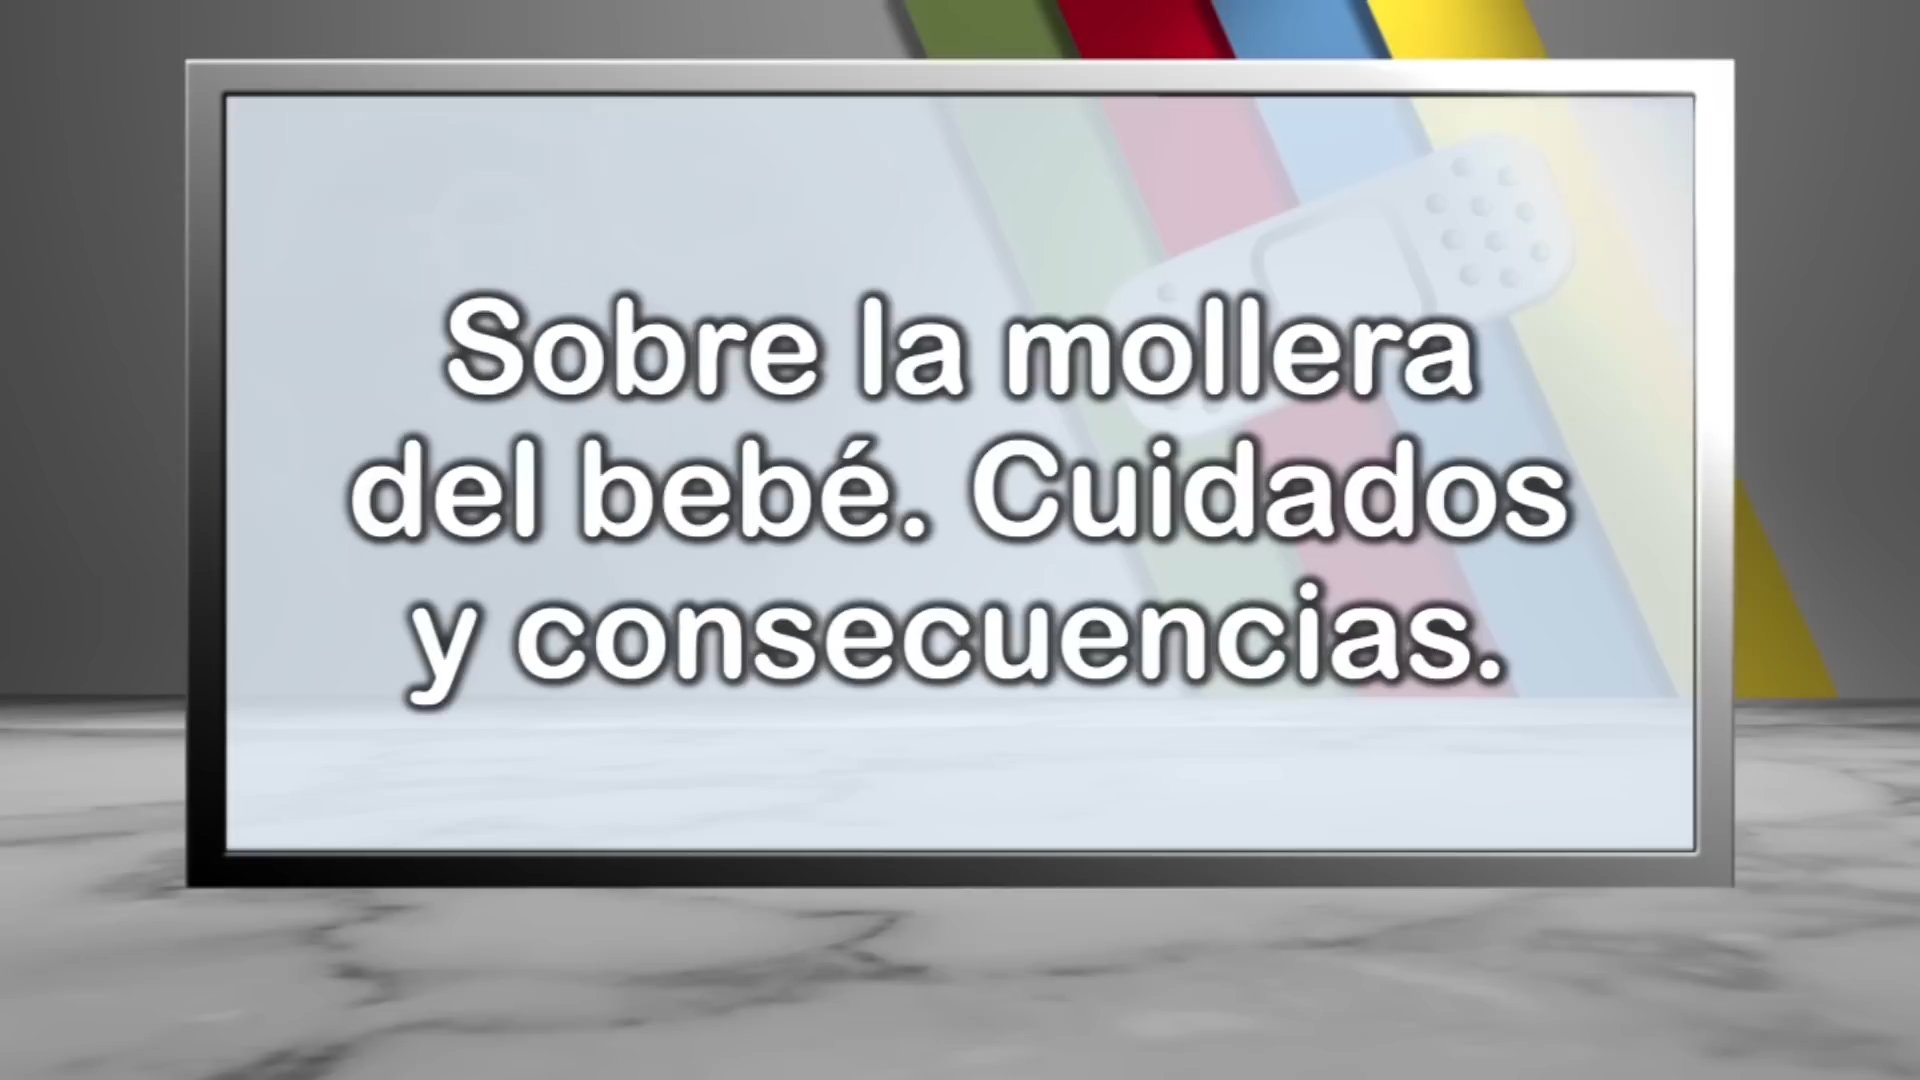 Sobre la mollera
del bebé. Cuidados
y consecuencias.